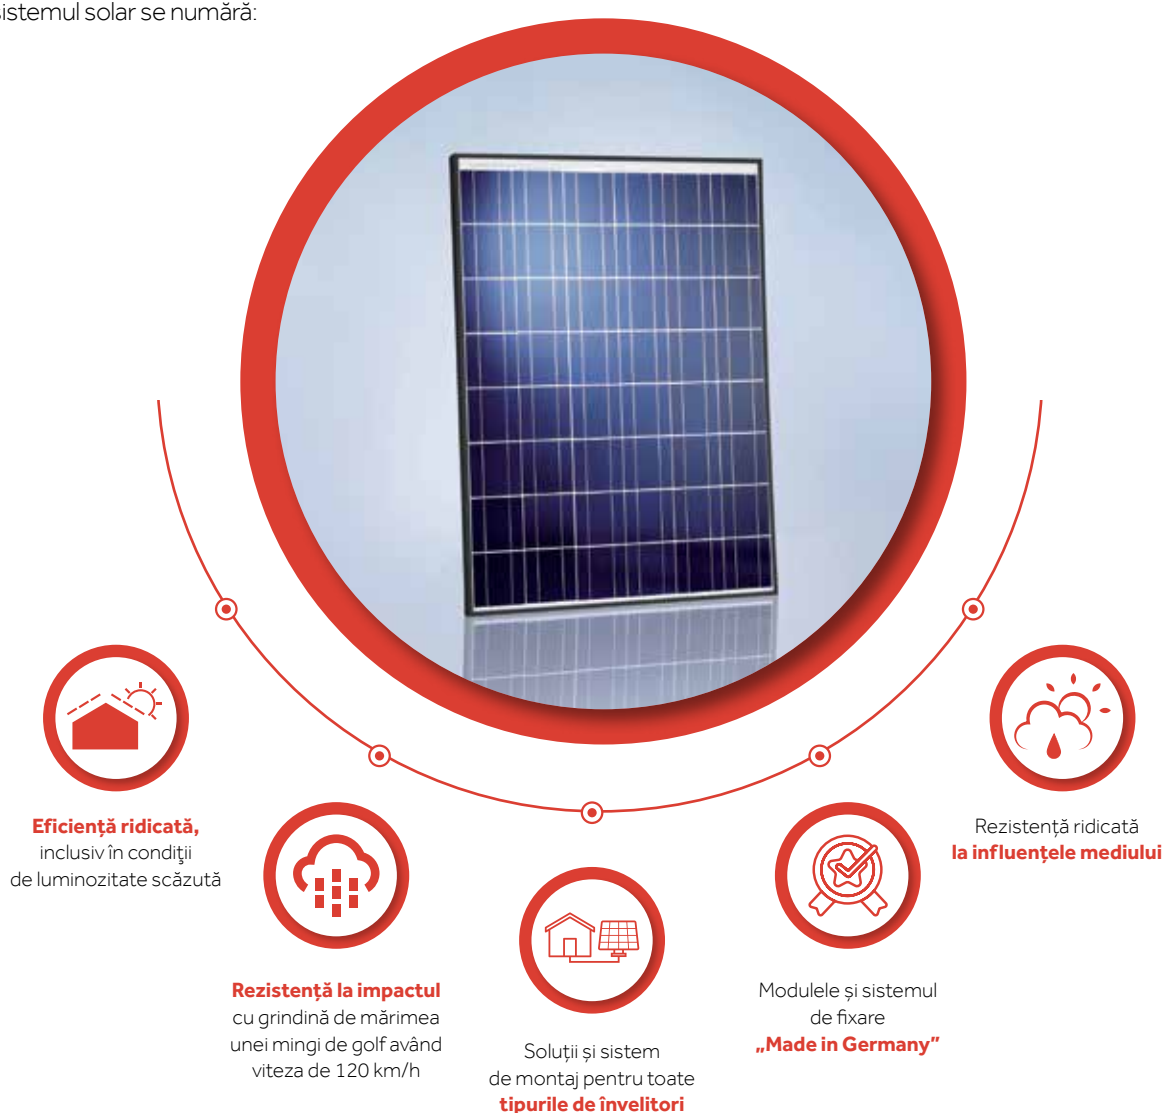 sistemul solar se numără:
Eficiență ridicată,
inclusiv în condiţii
de luminozitate scăzută
Rezistență la impactul
cu grindină de mărimea
unei mingi de golf având
viteza de 120 km/h
Soluții și sistem
de montaj pentru toate
tipurile de învelitori
Modulele și sistemul
de fixare
„Made in Germany”
Rezistență ridicată
la influențele mediului